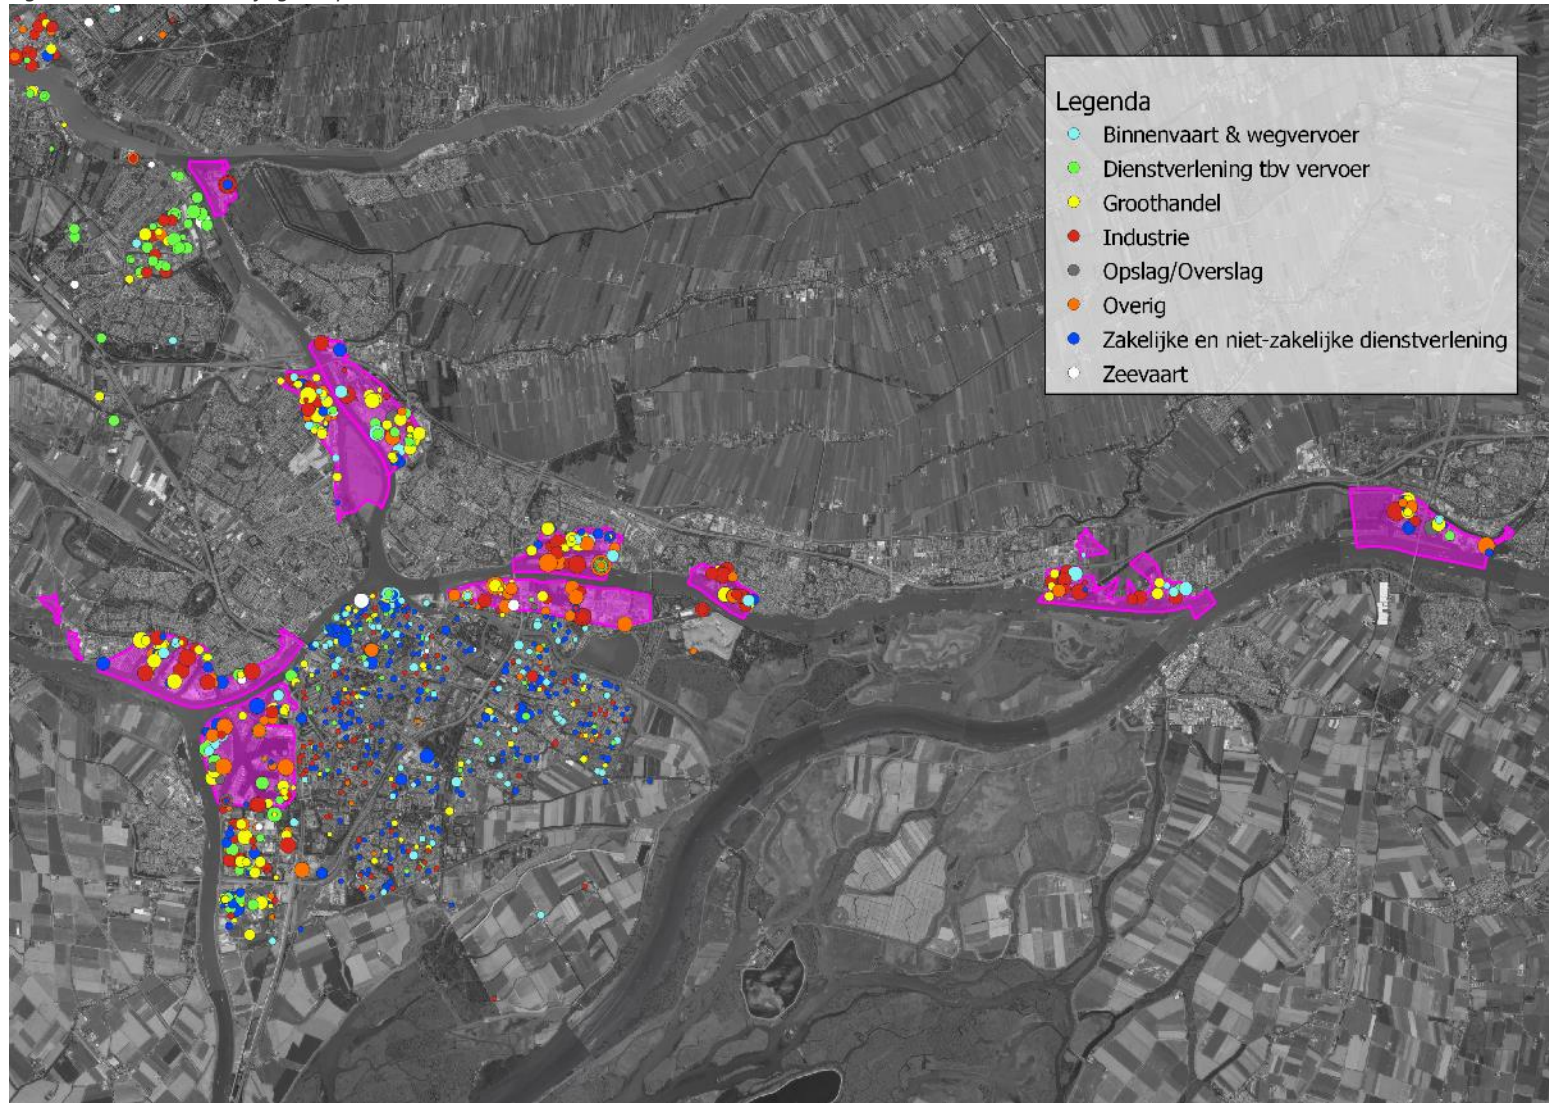 Legenda
Binnenvaart & wegvervoer
Dienstverlening tbv vervoer
Groothandel
Industrie
Opslag/Overslag
Overig
Zakelijke en niet-zakelijke dienstverlening
Zeevaart